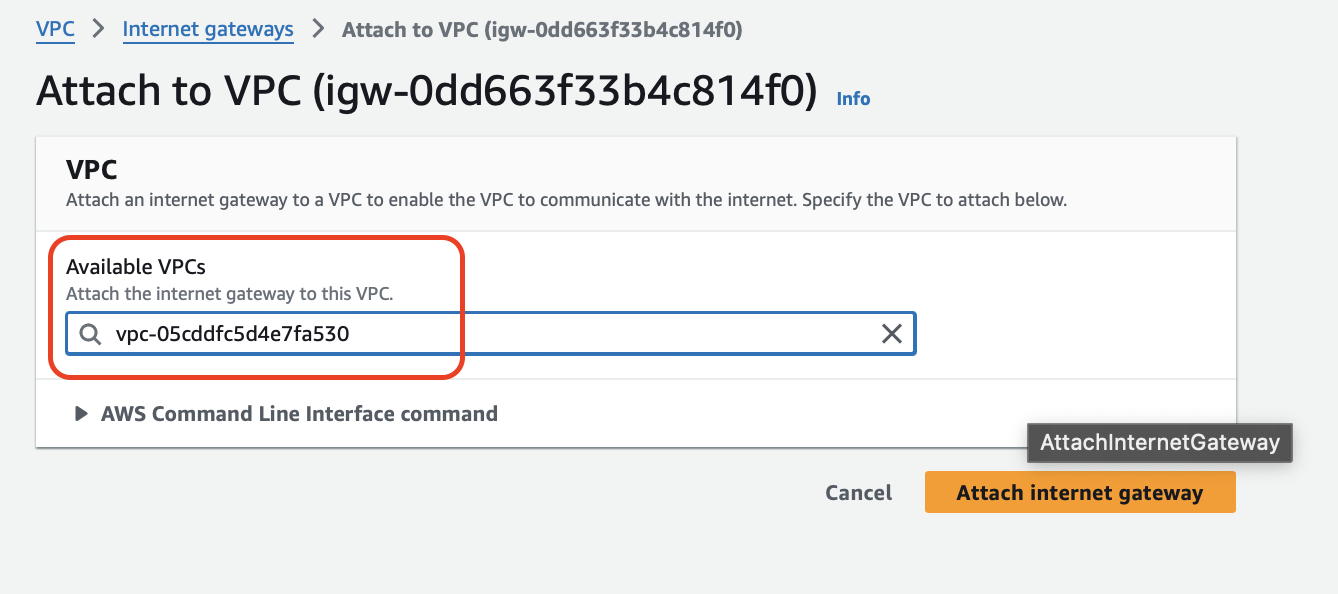 VPC > Internet gateways > Attach to VPC (igw-0dd663f33b4c814f0)
Attach to VPC (igw-0dd663f33b4c814f0) Info
VPC
Attach an internet gateway to a VPC to enable the VPC to communicate with the internet. Specify the VPC to attach below.
Available VPCs
Attach the internet gateway to this VPC.
vpc-05cddfc5d4e7fa530
AWS Command Line Interface command
AttachInternetGateway
Cancel Attach internet gateway